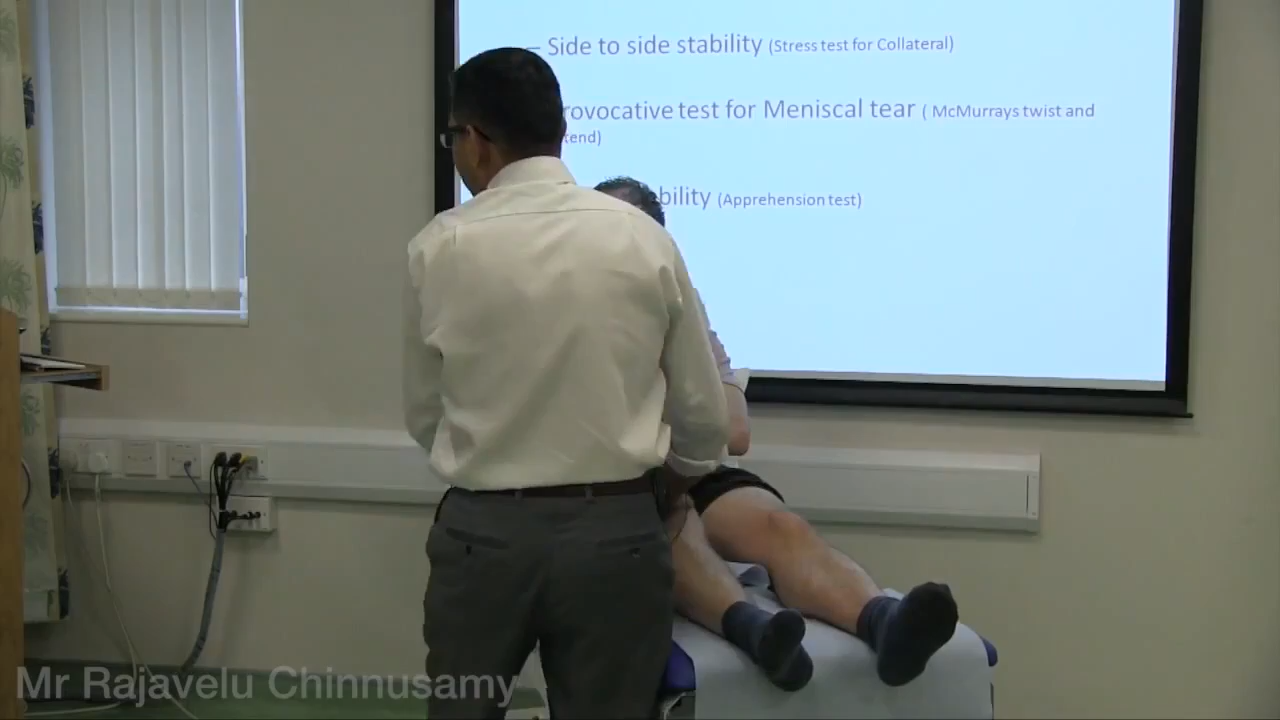 – Side to side stability (Stress test for Collateral)
rovocative test for Meniscal tear ( McMurrays twist and
tend)
bility (Apprehension test)
Mr Rajavelu Chinnusamy